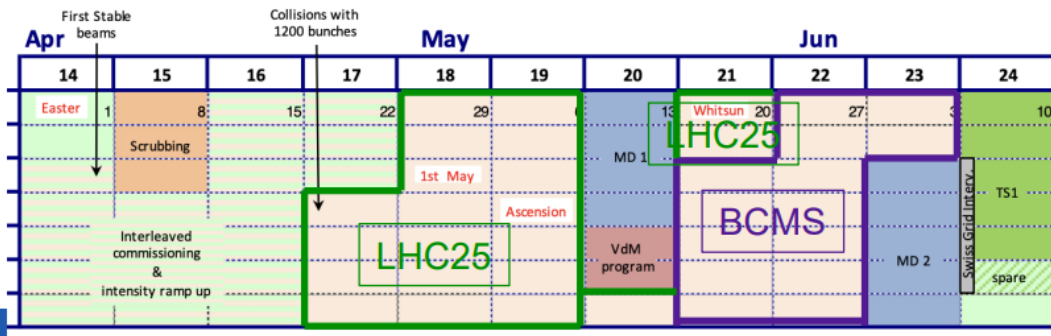 First Stable
beams
Collisions with
1200 bunches
Apr
May
Jun
14
15
16
17
18
19
20
21
22
23
24
Easter
1
8
15
22
29
6
13
Whitsun
20
27
3
10
Scrubbing
1st May
Ascension
MD 1
LHC25
BCMS
TS1
Swiss Grid Interv.
Interleaved
commissioning
&
intensity ramp up
LHC25
VdM
program
MD 2
spare